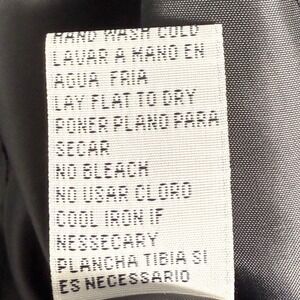 HAND WASH COLD
LAVAR A MANO EN
AGUA FRIA
LAY FLAT TO DRY
PONER PLANO PARA
SECAR
NO BLEACH
NO USAR CLORO
COOL IRON IF
NESSECARY
PLANCHA TIBIA SI
ES NECESSARIO